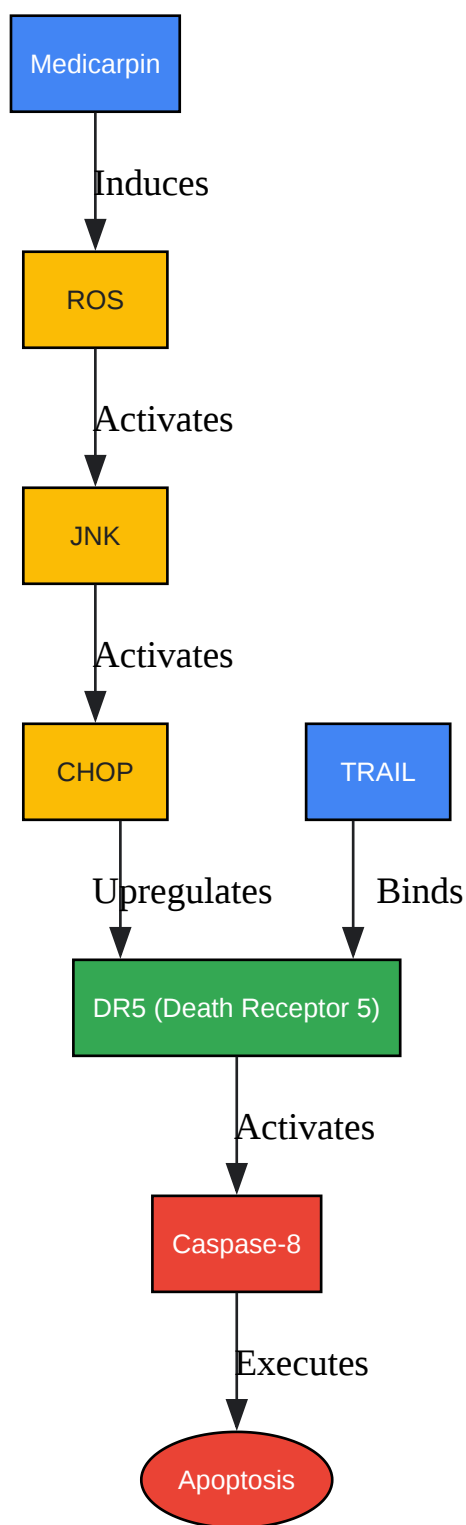 Medicarpin
Induces
ROS
Activates
JNK
Activates
CHOP
TRAIL
Upregulates
Binds
DR5 (Death Receptor 5)
Activates
Caspase-8
Executes
Apoptosis